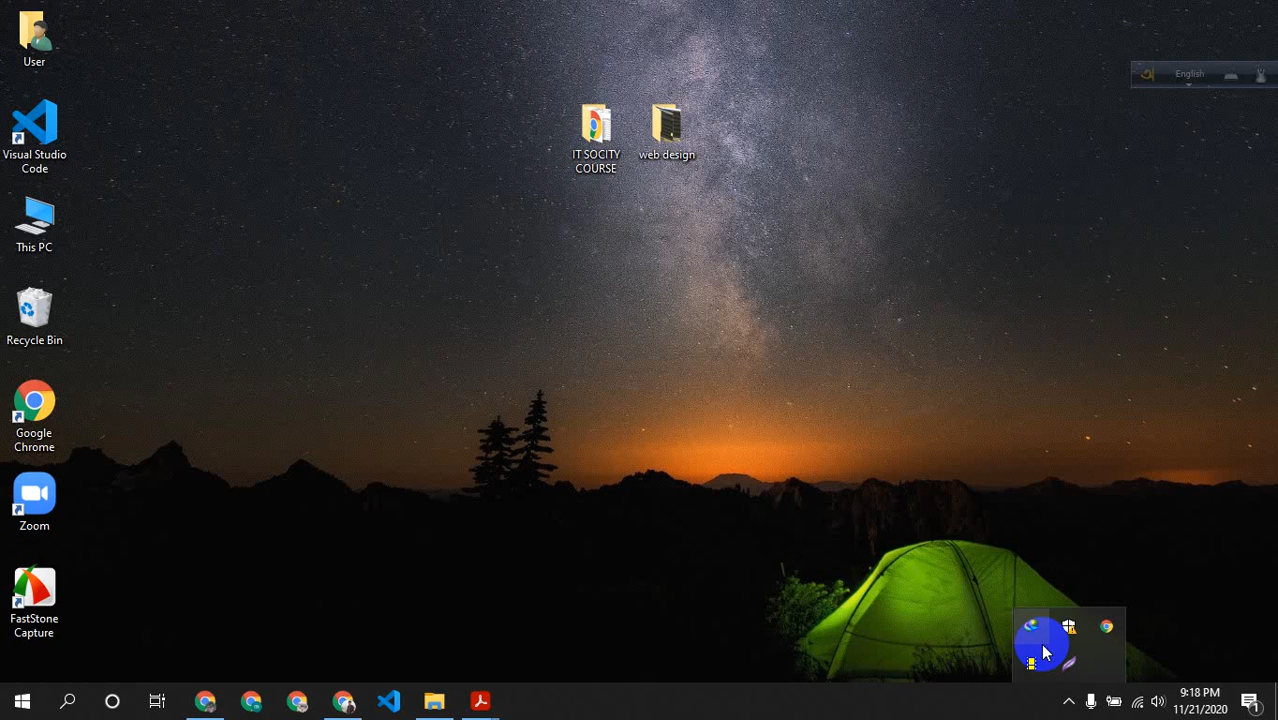 User
Visual Studio
Code
This PC
Recycle Bin
Google
Chrome
Zoom
FastStone
Capture
IT SOCITY
COURSE
web design
English
9:18 PM
11/21/2020
1